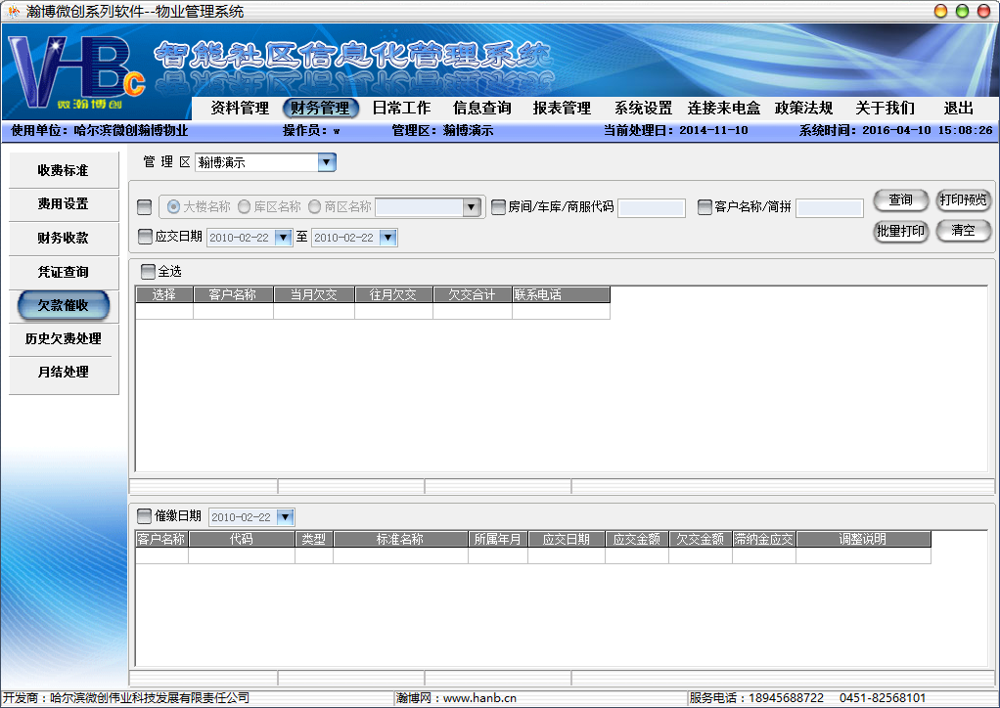 瀚博微创系列软件--物业管理系统
VHBC
微瀚博创
智能社区信息化管理系统
资料管理 财务管理 日常工作 信息查询 报表管理 系统设置 连接来电盒 政策法规 关于我们 退出
使用单位：哈尔滨微创瀚博物业 操作员：w 管理区：瀚博演示 当前处理日：2014-11-10 系统时间：2016-04-10 15:08:26
收费标准
费用设置
财务收款
凭证查询
欠款催收
历史欠费处理
月结处理
管 理 区 瀚博演示
大楼名称 库区名称 商区名称 房间/车库/商服代码 客户名称/简拼 查询 打印预览
应交日期 2010-02-22 至 2010-02-22 批量打印 清空
全选
选择 客户名称 当月欠交 往月欠交 欠交合计 联系电话
催缴日期 2010-02-22
客户名称 代码 类型 标准名称 所属年月 应交日期 应交金额 欠交金额 滞纳金应交 调整说明
开发商：哈尔滨微创伟业科技发展有限责任公司 瀚博网：www.hanb.cn 服务电话：18945688722 0451-82568101